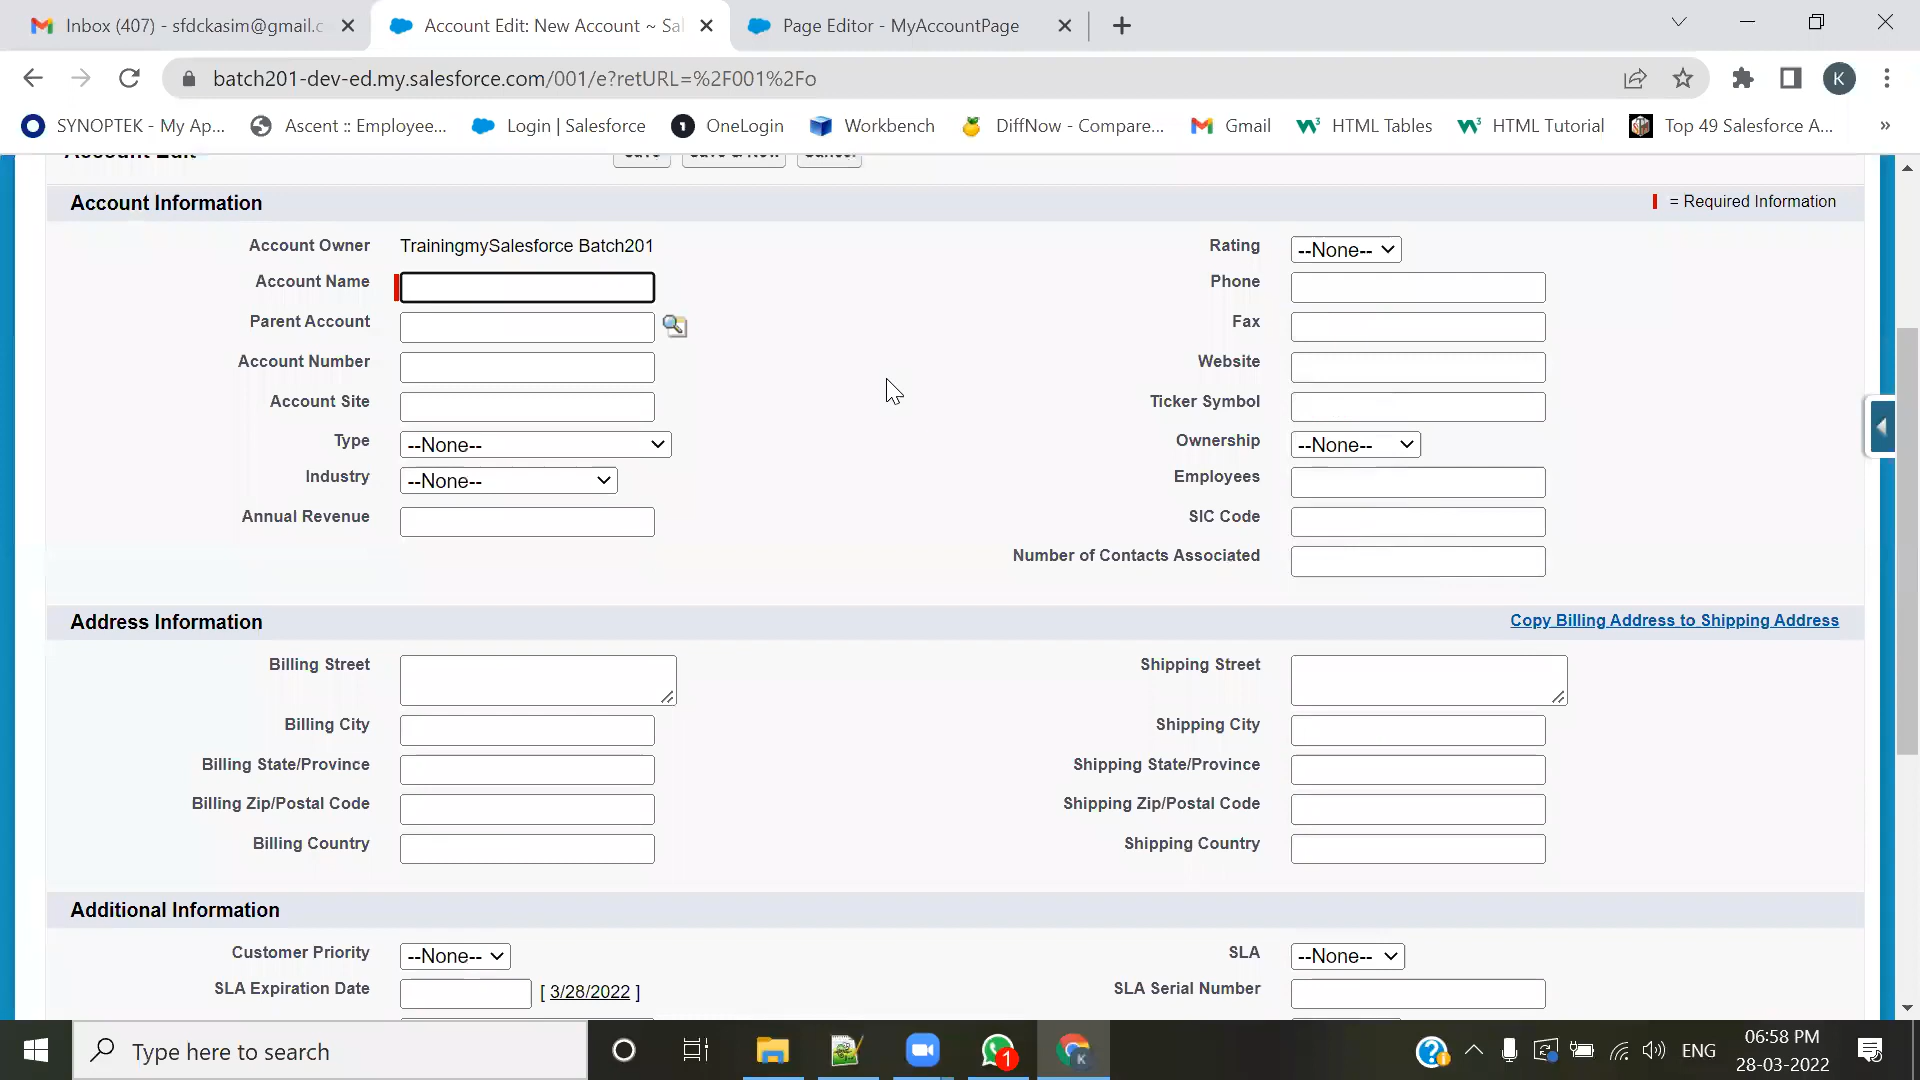 Inbox (407) - sfdckasim@gmail.c
Account Edit: New Account ~ Sal
Page Editor - MyAccountPage
batch201-dev-ed.my.salesforce.com/001/e?retURL=%2F001%2Fo
K
SYNOPTEK - My Ap...
Ascent :: Employee...
Login | Salesforce
OneLogin
Workbench
DiffNow - Compare...
Gmail
HTML Tables
HTML Tutorial
Top 49 Salesforce A...
»
Account Edit
Save
Save & New
Cancel
Account Information
= Required Information
Account Owner TrainingmySalesforce Batch201
Rating --None--
Account Name
Phone
Parent Account
Fax
Account Number
Website
Account Site
Ticker Symbol
Type --None--
Ownership --None--
Industry --None--
Employees
Annual Revenue
SIC Code
Number of Contacts Associated
Address Information
Copy Billing Address to Shipping Address
Billing Street
Shipping Street
Billing City
Shipping City
Billing State/Province
Shipping State/Province
Billing Zip/Postal Code
Shipping Zip/Postal Code
Billing Country
Shipping Country
Additional Information
Customer Priority --None--
SLA --None--
SLA Expiration Date [ 3/28/2022 ]
SLA Serial Number
Type here to search
1
K
ENG
06:58 PM
28-03-2022